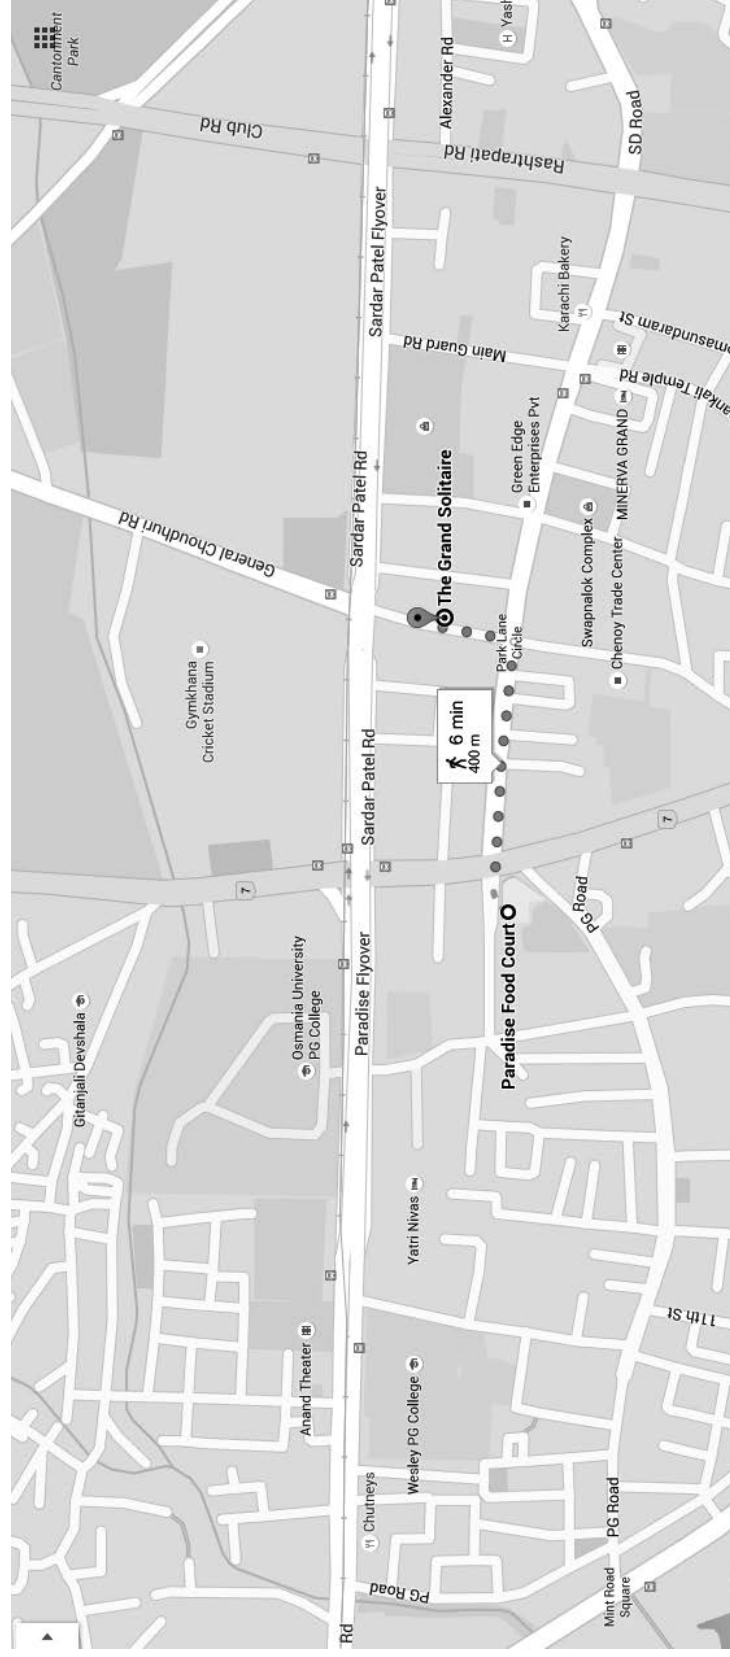 Cantonment
Park
Club Rd
Alexander Rd
Rashtrapati Rd
SD Road
Sardar Patel Flyover
Karachi Bakery
Main Guard Rd
General Choudhuri Rd
Sardar Patel Rd
The Grand Solitaire
Green Edge
Enterprises Pvt
MINERVA GRAND
Swapnalok Complex
Chenoy Trade Center
Gymkhana
Cricket Stadium
Park Lane
Circle
6 min
400 m
Sardar Patel Rd
7
7
PG Road
Paradise Food Court
Paradise Flyover
Osmania University
PG College
Gitanjali Devshala
Yatri Nivas
11th St
Anand Theater
Wesley PG College
Chutneys
PG Road
PG Road
Mint Road
Square
Rd